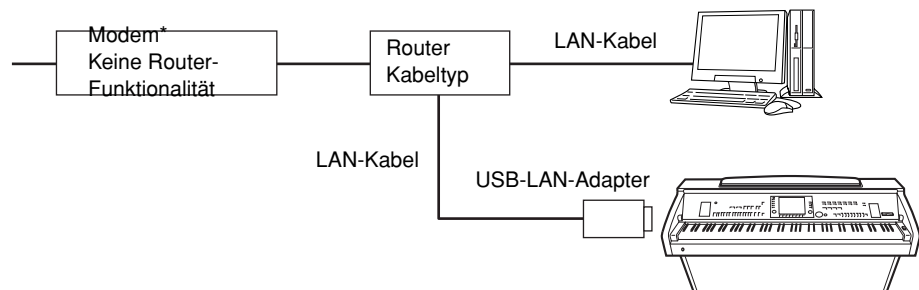 Modem*
Keine Router-
Funktionalität
Router
Kabeltyp
LAN-Kabel
LAN-Kabel
USB-LAN-Adapter